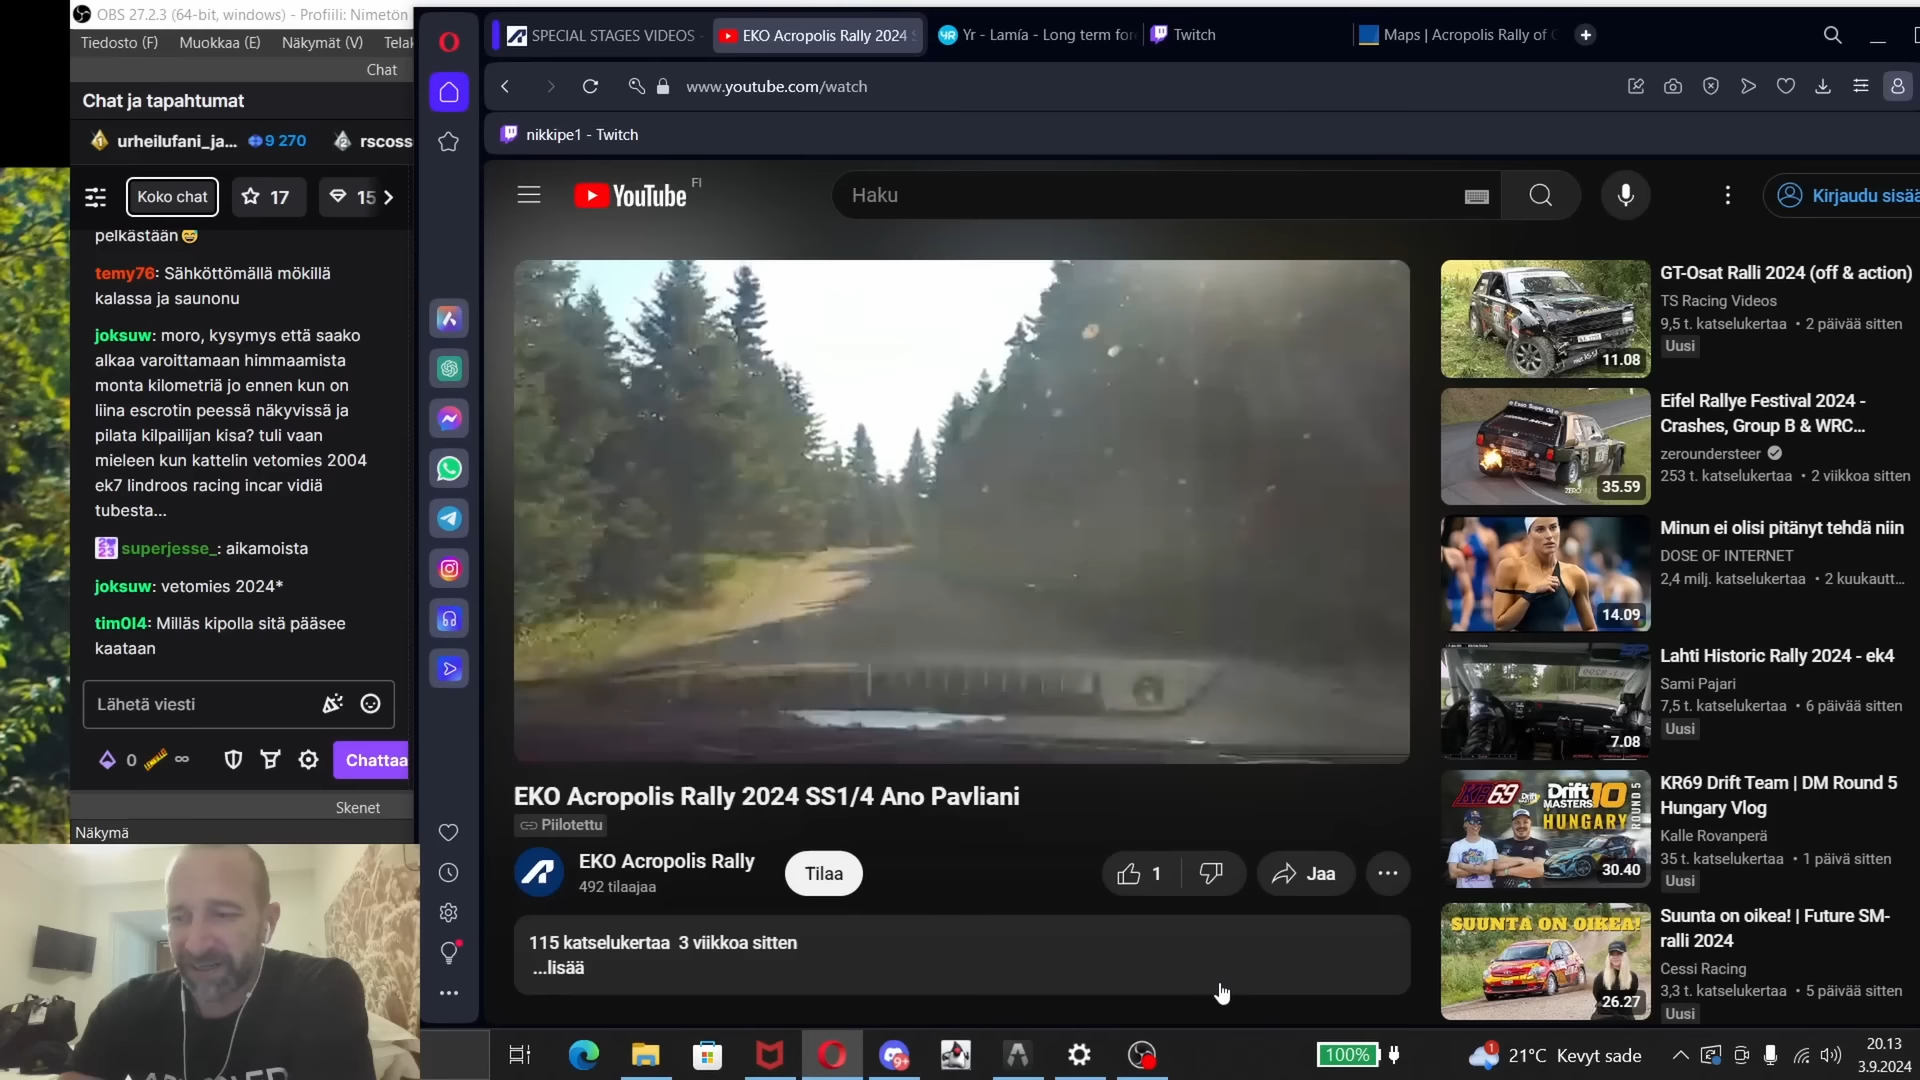 OBS 27.2.3 (64-bit, windows) - Profiili: Nimetön
Tiedosto (F) Muokkaa (E) Näkymät (V) Telak
Chat
Chat ja tapahtumat
urheilufani_ja... 9 270 rscoss
Koko chat 17 15
pelkästään
temy76: Sähköttömällä mökillä
kalassa ja saunonu
joksuw: moro, kysymys että saako
alkaa varoittamaan himmaamista
monta kilometriä jo ennen kun on
liina escrotin peessä näkyvissä ja
pilata kilpailijan kisa? tuli vaan
mieleen kun kattelin vetomies 2004
ek7 lindroos racing incar vidiä
tubesta...
superjesse_: aikamoista
joksuw: vetomies 2024*
tim0l4: Milläs kipolla sitä pääsee
kaataan
Lähetä viesti
0 ∞ Chattaa
Skenet
Näkymä
SPECIAL STAGES VIDEOS - EKO Acropolis Rally 2024 S Yr - Lamía - Long term for Twitch Maps | Acropolis Rally of G
www.youtube.com/watch
nikkipe1 - Twitch
YouTube FI
Haku
Kirjaudu sisää
EKO Acropolis Rally 2024 SS1/4 Ano Pavliani
Piilotettu
EKO Acropolis Rally
492 tilaajaa
Tilaa
1
Jaa
115 katselukertaa 3 viikkoa sitten
...lisää
GT-Osat Ralli 2024 (off & action)
TS Racing Videos
9,5 t. katselukertaa • 2 päivää sitten
Uusi
11.08
Eifel Rallye Festival 2024 -
Crashes, Group B & WRC...
zeroundersteer
253 t. katselukertaa • 2 viikkoa sitten
35.59
Minun ei olisi pitänyt tehdä niin
DOSE OF INTERNET
2,4 milj. katselukertaa • 2 kuukautt...
14.09
Lahti Historic Rally 2024 - ek4
Sami Pajari
7,5 t. katselukertaa • 6 päivää sitten
Uusi
7.08
KR69 Drift Team | DM Round 5
Hungary Vlog
Kalle Rovanperä
35 t. katselukertaa • 1 päivä sitten
Uusi
Drift
MASTERS
HUNGARY
ROUND 5
30.40
Suunta on oikea! | Future SM-
ralli 2024
Cessi Racing
3,3 t. katselukertaa • 5 päivää sitten
Uusi
SUUNTA ON OIKEA!
26.27
100%
1
21°C Kevyt sade
20.13
3.9.2024